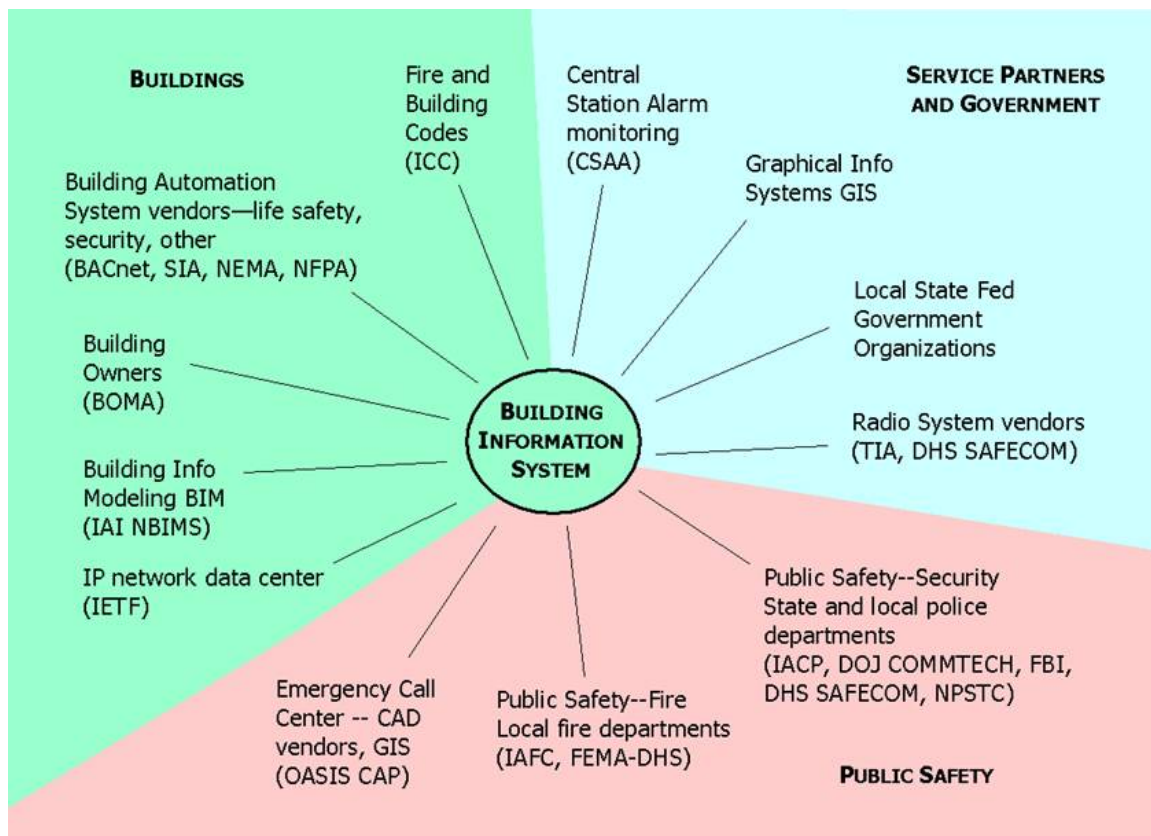 BUILDINGS
Fire and
Building
Codes
(ICC)
Building Automation
System vendors—life safety,
security, other
(BACnet, SIA, NEMA, NFPA)
Building
Owners
(BOMA)
Building Info
Modeling BIM
(IAI NBIMS)
IP network data center
(IETF)
Central
Station Alarm
monitoring
(CSAA)
SERVICE PARTNERS
AND GOVERNMENT
Graphical Info
Systems GIS
Local State Fed
Government
Organizations
Radio System vendors
(TIA, DHS SAFECOM)
BUILDING
INFORMATION
SYSTEM
Emergency Call
Center -- CAD
vendors, GIS
(OASIS CAP)
Public Safety--Fire
Local fire departments
(IAFC, FEMA-DHS)
Public Safety--Security
State and local police
departments
(IACP, DOJ COMMTECH, FBI,
DHS SAFECOM, NPSTC)
PUBLIC SAFETY